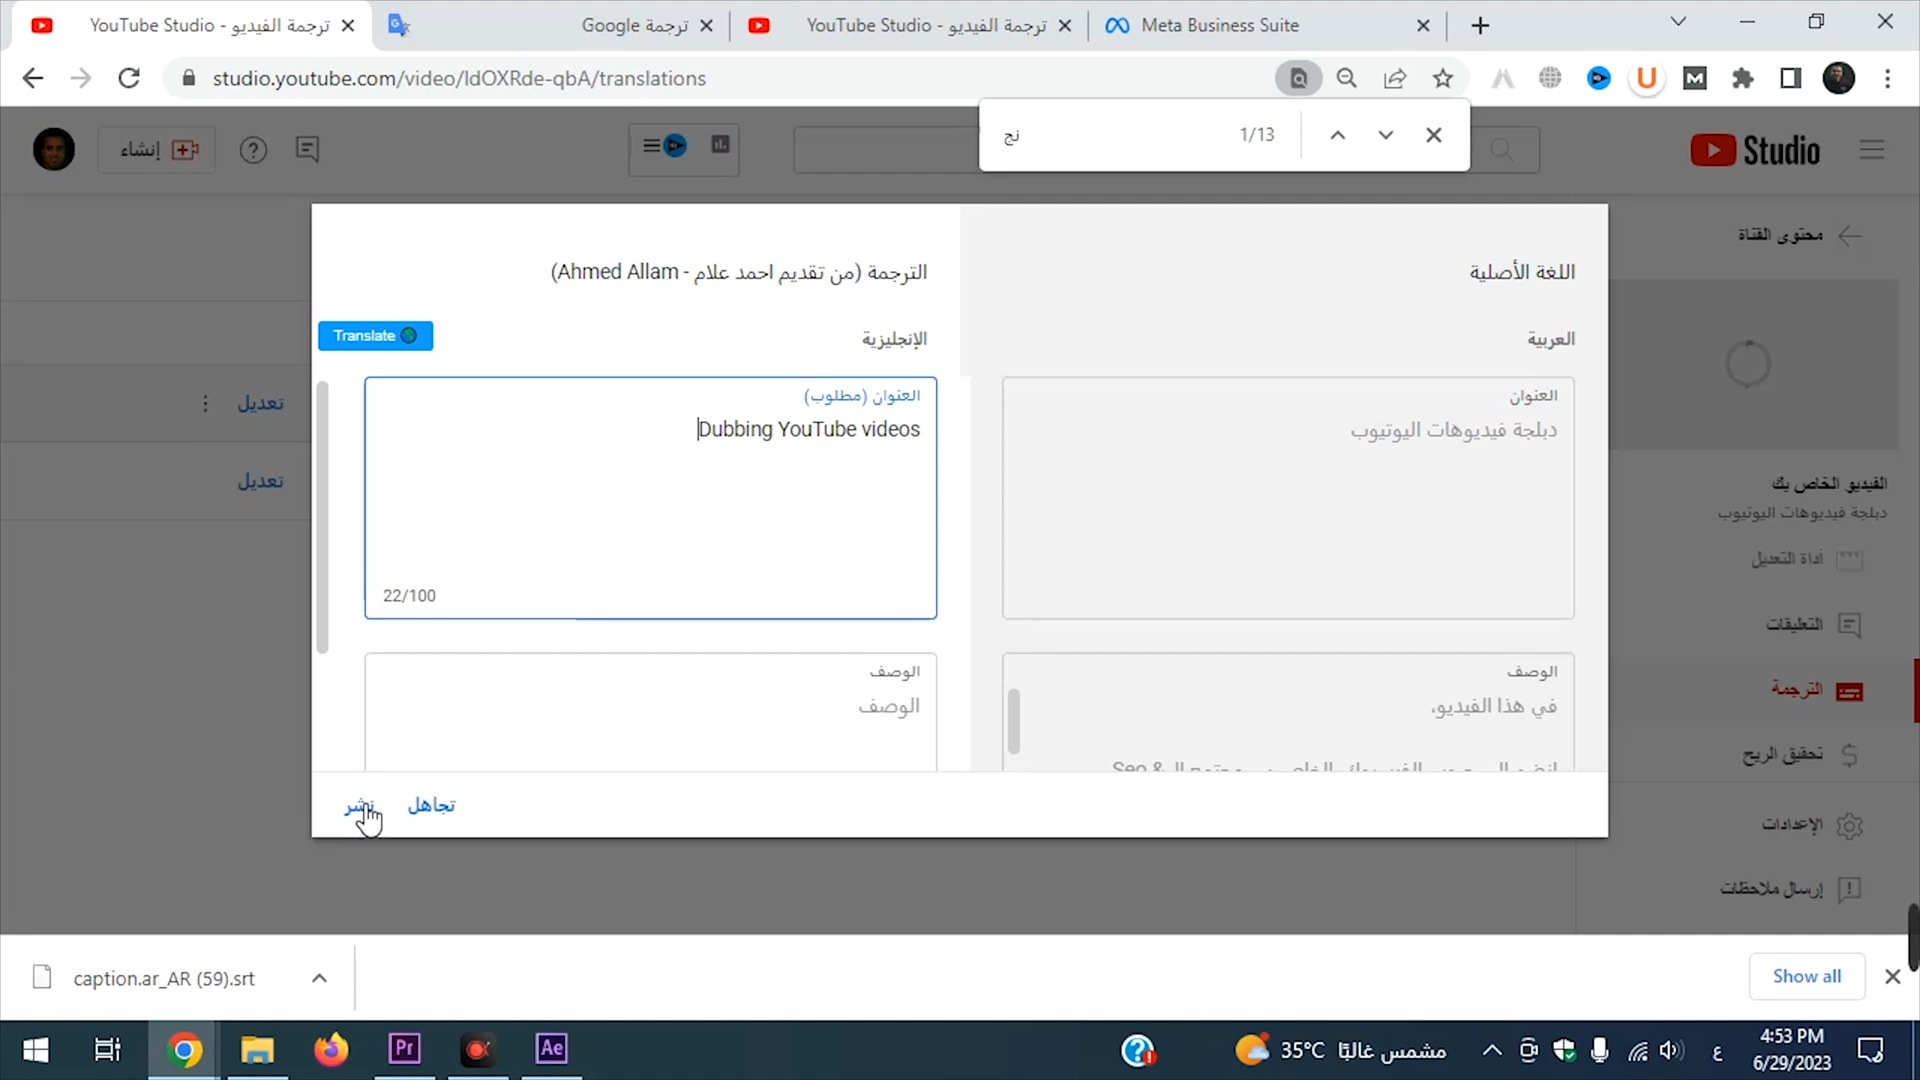 YouTube Studio - ترجمة الفيديو
ترجمة Google
YouTube Studio - ترجمة الفيديو
Meta Business Suite
studio.youtube.com/video/ldOXRde-qbA/translations
نج
1/13
إنشاء
Studio
محتوى القناة
اللغة الأصلية
الترجمة (من تقديم احمد علام - Ahmed Allam)
العربية
الإنجليزية
Translate
العنوان
دبلجة فيديوهات اليوتيوب
العنوان (مطلوب)
Dubbing YouTube videos
22/100
تعديل
تعديل
الفيديو الخاص بك
دبلجة فيديوهات اليوتيوب
أداة التعديل
التعليقات
الترجمة
تحقيق الربح
الإعدادات
إرسال ملاحظات
الوصف
في هذا الفيديو،
الوصف
الوصف
تجاهل
نشر
caption.ar_AR (59).srt
Show all
Pr
Ae
35°C مشمس غالبًا
ع
4:53 PM
6/29/2023